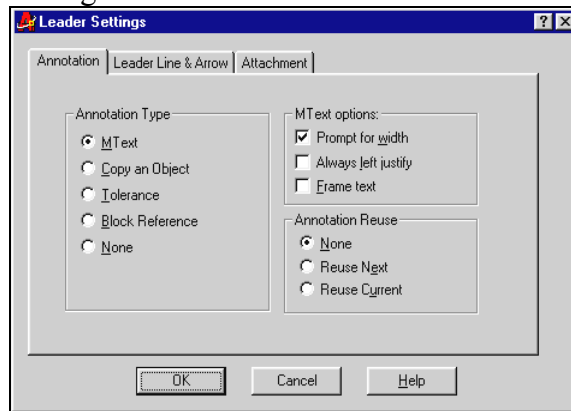 Leader Settings
Annotation
Leader Line & Arrow
Attachment
Annotation Type
MText
Copy an Object
Tolerance
Block Reference
None
MText options:
Prompt for width
Always left justify
Frame text
Annotation Reuse
None
Reuse Next
Reuse Current
OK
Cancel
Help